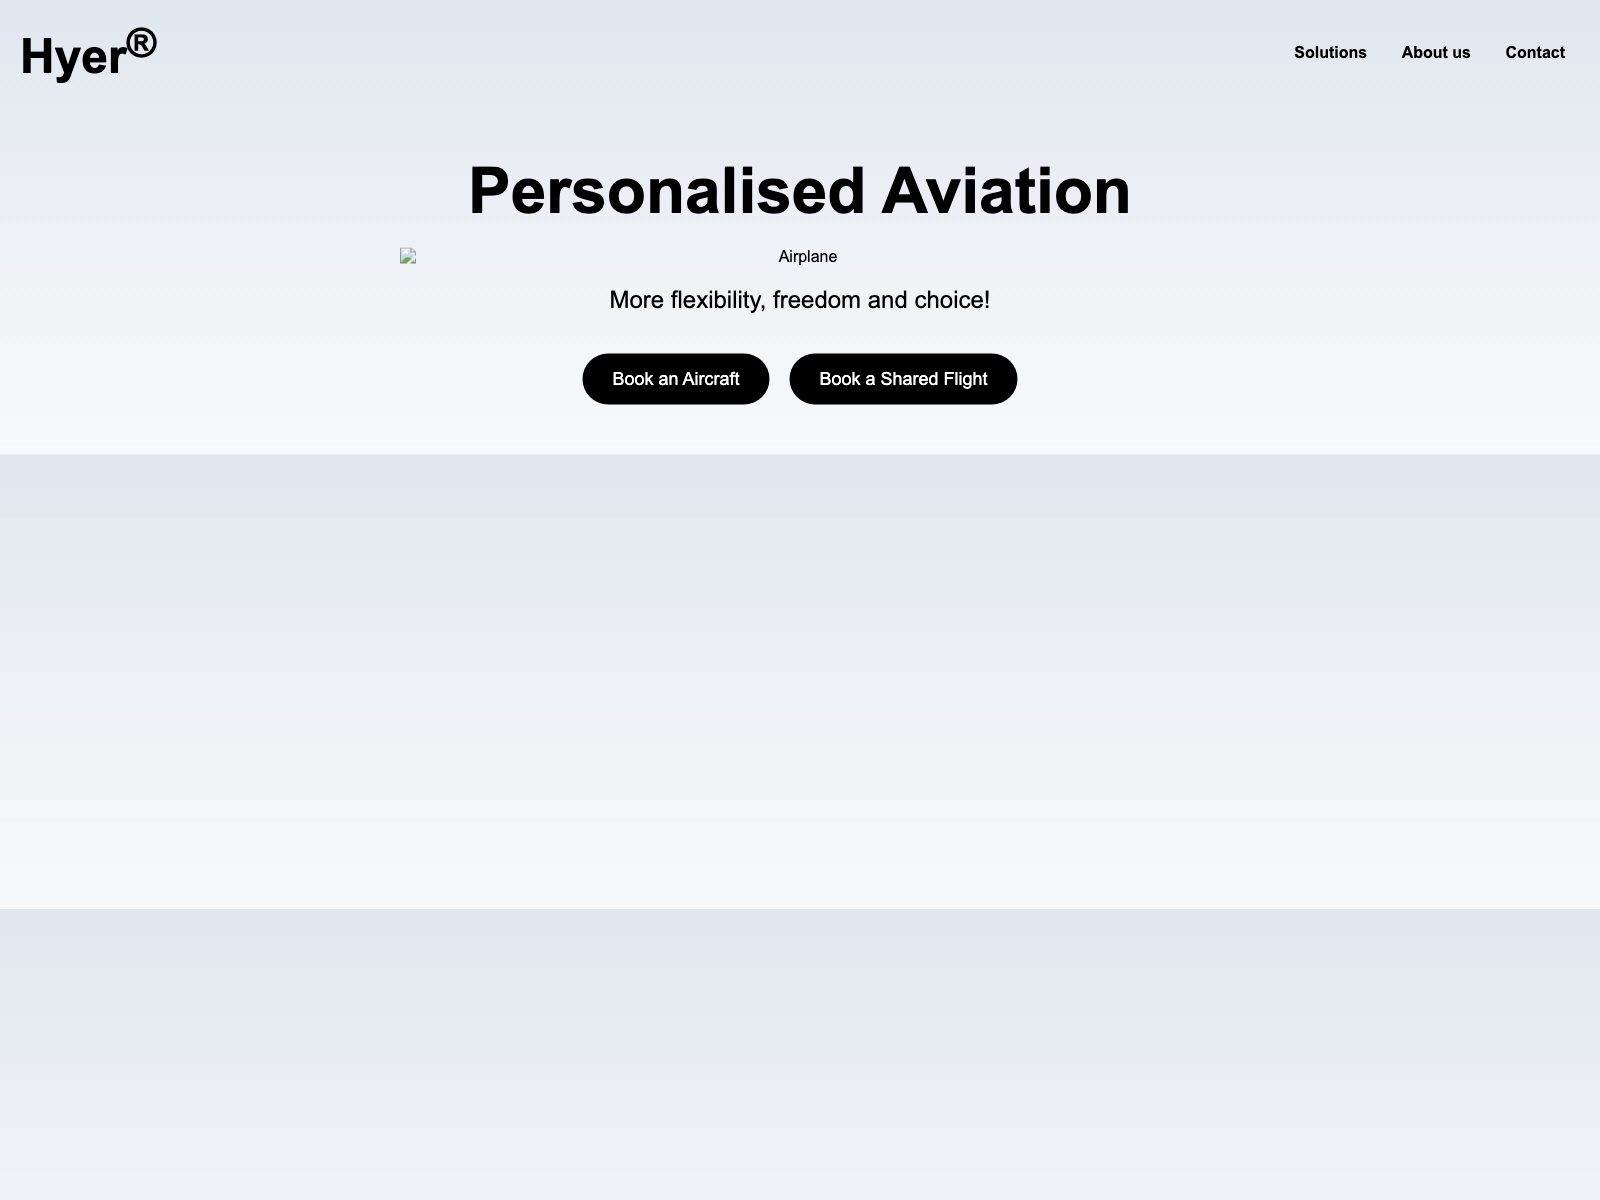 Hyer®
Solutions About us Contact
Personalised Aviation
Airplane
More flexibility, freedom and choice!
Book an Aircraft Book a Shared Flight